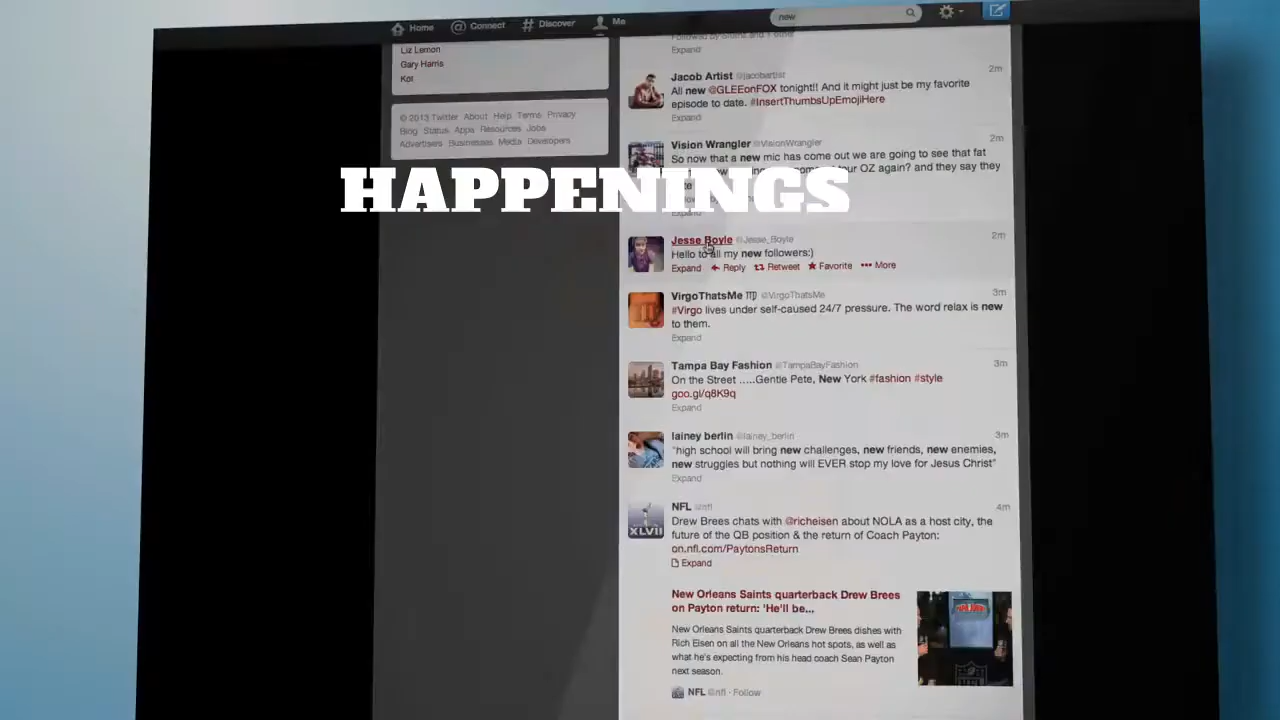 Home @ Connect # Discover Me
new
Liz Lemon
Gary Harris
Kot
© 2013 Twitter About Help Terms Privacy
Blog Status Apps Resources Jobs
Advertisers Businesses Media Developers
Expand
Jacob Artist @jacobartist 2m
All new @GLEEonFOX tonight!! And it might just be my favorite
episode to date. #InsertThumbsUpEmojiHere
Expand
Vision Wrangler @VisionWrangler 2m
So now that a new mic has come out we are going to see that fat
OZ again? and they say they
HAPPENINGS
Expand
Jesse Boyle @Jesse_Boyle 2m
Hello to all my new followers:)
Expand Reply Retweet Favorite More
VirgoThatsMe ♍ @VirgoThatsMe 3m
#Virgo lives under self-caused 24/7 pressure. The word relax is new
to them.
Expand
Tampa Bay Fashion @TampaBayFashion 3m
On the Street .....Gentle Pete, New York #fashion #style
goo.gl/q8K9q
Expand
lainey berlin @lainey_berlin 3m
"high school will bring new challenges, new friends, new enemies,
new struggles but nothing will EVER stop my love for Jesus Christ"
Expand
NFL @nfl 4m
Drew Brees chats with @richeisen about NOLA as a host city, the
future of the QB position & the return of Coach Payton:
on.nfl.com/PaytonsReturn
Expand
XLVII
New Orleans Saints quarterback Drew Brees
on Payton return: 'He'll be...
New Orleans Saints quarterback Drew Brees dishes with
Rich Eisen on all the New Orleans hot spots, as well as
what he's expecting from his head coach Sean Payton
next season.
NFL @nfl · Follow